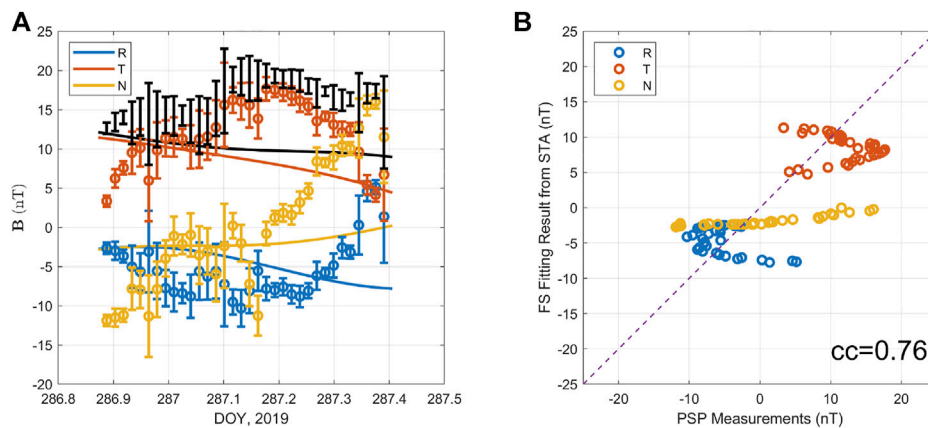 A
B
25
20
15
10
5
0
-5
-10
-15
-20
286.8
286.9
287
287.1
287.2
287.3
287.4
287.5
B (nT)
DOY, 2019
R
T
N
25
20
15
10
5
0
-5
-10
-15
-20
-25
-20
-10
0
10
20
FS Fitting Result from STA (nT)
PSP Measurements (nT)
R
T
N
cc=0.76